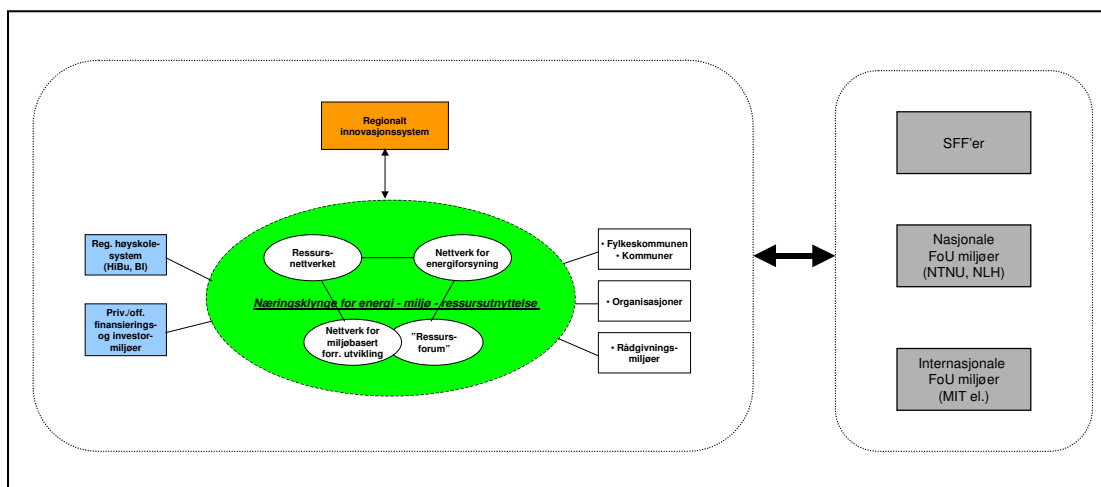 Regionalt
innovasjonssystem
Reg. høyskole-
system
(HiBu, BI)
Priv./off.
finansierings-
og investor-
miljøer
Ressurs-
nettverket
Nettverk for
energiforsyning
Næringsklynge for energi - miljø - ressursutnyttelse
Nettverk for
miljøbasert
forr. utvikling
"Ressurs-
forum"
• Fylkeskommunen
• Kommuner
• Organisasjoner
• Rådgivnings-
miljøer
SFF'er
Nasjonale
FoU miljøer
(NTNU, NLH)
Internasjonale
FoU miljøer
(MIT el.)